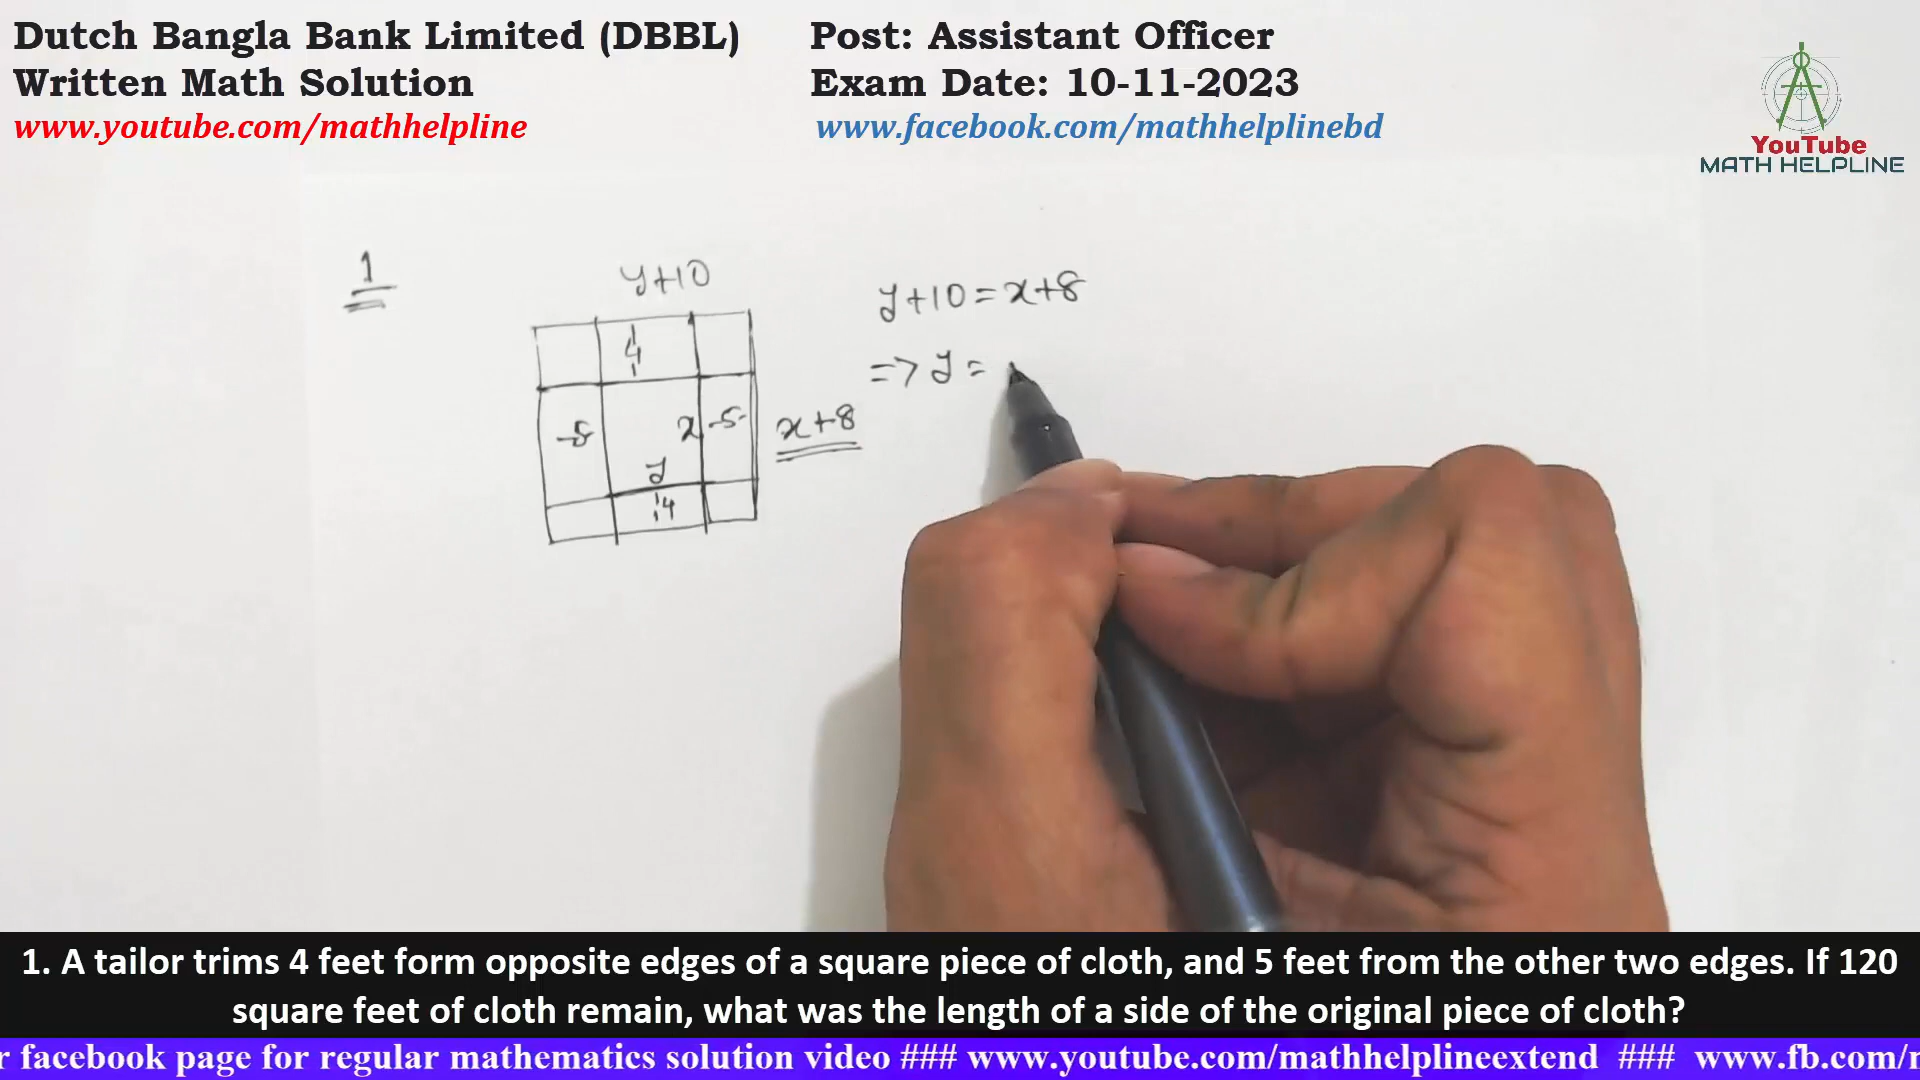 Dutch Bangla Bank Limited (DBBL)
Written Math Solution
www.youtube.com/mathhelpline
Post: Assistant Officer
Exam Date: 10-11-2023
www.facebook.com/mathhelplinebd
YouTube
MATH HELPLINE
1
y+10
4
5
x
5
y
4
x+8
y+10=x+8
=> y =
1. A tailor trims 4 feet form opposite edges of a square piece of cloth, and 5 feet from the other two edges. If 120
square feet of cloth remain, what was the length of a side of the original piece of cloth?
facebook page for regular mathematics solution video ### www.youtube.com/mathhelplineextend ### www.fb.com/